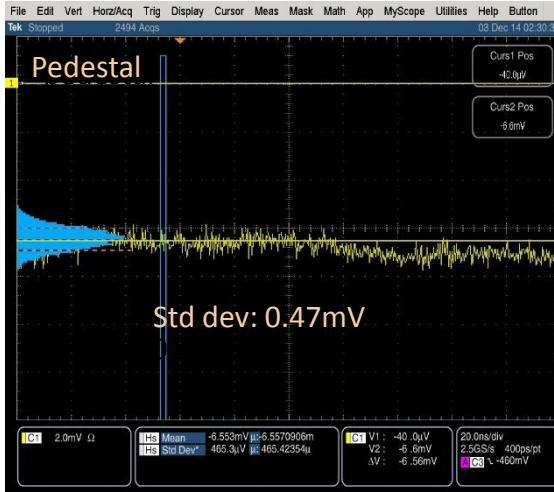 File Edit Vert Horz/Acq Trig Display Cursor Meas Mask Math App MyScope Utilities Help Button
Tek Stopped 2494 Acqs 03 Dec 14 02:30:3
Curs1 Pos
-40.0µV
Curs2 Pos
-6.6mV
Pedestal
1
Std dev: 0.47mV
C1 2.0mV Ω
Hs Mean -6.553mV µ:-6.5570906m
Hs Std Dev* 465.3µV µ: 465.42354µ
C1 V1 : -40 .0µV
V2 : -6 .6mV
ΔV : -6 .56mV
20.0ns/div
2.5GS/s 400ps/pt
A C3 -460mV